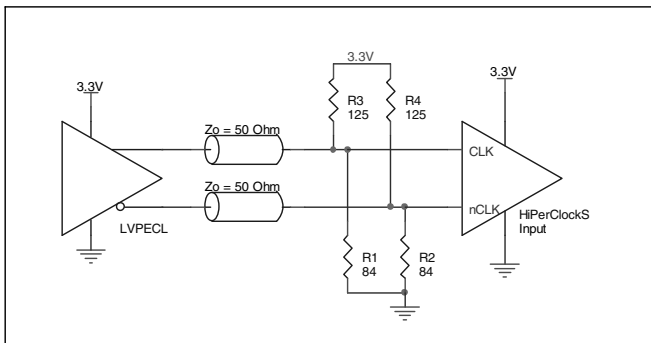 3.3V
3.3V
3.3V
R3
125
R4
125
Zo = 50 Ohm
CLK
Zo = 50 Ohm
nCLK
HiPerClockS
Input
LVPECL
R1
84
R2
84